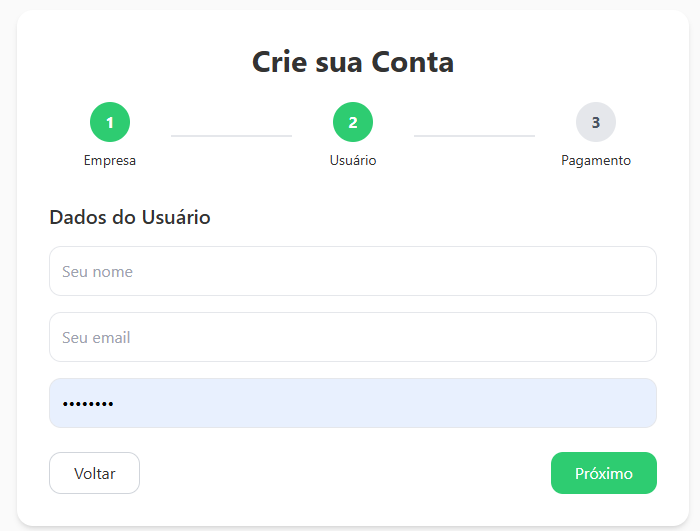 Crie sua Conta
1 2 3
Empresa Usuário Pagamento
Dados do Usuário
Seu nome
Seu email
••••••••
Voltar Próximo